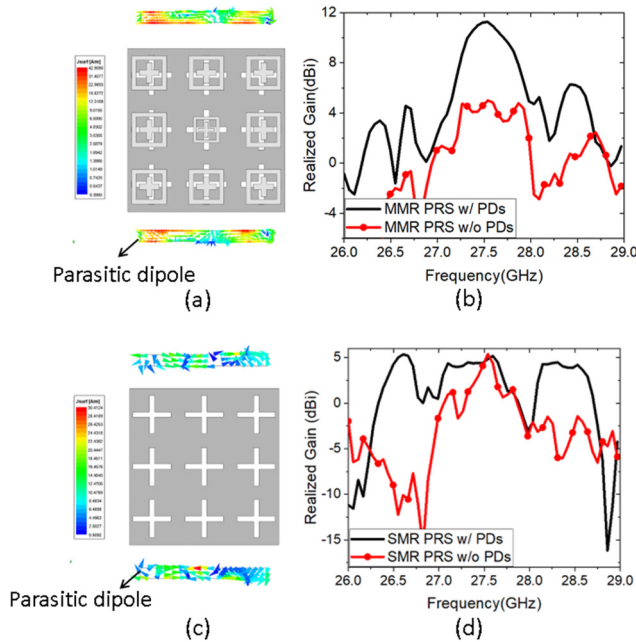 Jsurf [A/m]
Parasitic dipole
(a)
12
8
4
0
-4
Realized Gain(dBi)
MMR PRS w/ PDs
MMR PRS w/o PDs
26.0 26.5 27.0 27.5 28.0 28.5 29.0
Frequency(GHz)
(b)
Jsurf [A/m]
Parasitic dipole
(c)
5
0
-5
-10
-15
Realized Gain (dBi)
SMR PRS w/ PDs
SMR PRS w/o PDs
26.0 26.5 27.0 27.5 28.0 28.5 29.0
Frequency(GHz)
(d)